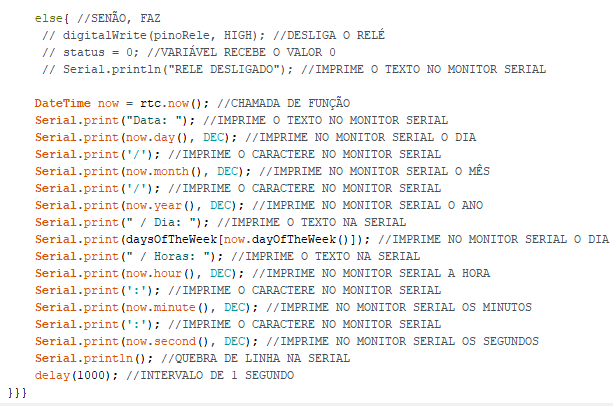 else{ //SENÃO, FAZ
// digitalWrite(pinoRele, HIGH); //DESLIGA O RELÉ
// status = 0; //VARIÁVEL RECEBE O VALOR 0
// Serial.println("RELE DESLIGADO"); //IMPRIME O TEXTO NO MONITOR SERIAL
DateTime now = rtc.now(); //CHAMADA DE FUNÇÃO
Serial.print("Data: "); //IMPRIME O TEXTO NO MONITOR SERIAL
Serial.print(now.day(), DEC); //IMPRIME NO MONITOR SERIAL O DIA
Serial.print('/'); //IMPRIME O CARACTERE NO MONITOR SERIAL
Serial.print(now.month(), DEC); //IMPRIME NO MONITOR SERIAL O MÊS
Serial.print('/'); //IMPRIME O CARACTERE NO MONITOR SERIAL
Serial.print(now.year(), DEC); //IMPRIME NO MONITOR SERIAL O ANO
Serial.print(" / Dia: "); //IMPRIME O TEXTO NA SERIAL
Serial.print(daysOfTheWeek[now.dayOfTheWeek()]); //IMPRIME NO MONITOR SERIAL O DIA
Serial.print(" / Horas: "); //IMPRIME O TEXTO NA SERIAL
Serial.print(now.hour(), DEC); //IMPRIME NO MONITOR SERIAL A HORA
Serial.print(':'); //IMPRIME O CARACTERE NO MONITOR SERIAL
Serial.print(now.minute(), DEC); //IMPRIME NO MONITOR SERIAL OS MINUTOS
Serial.print(':'); //IMPRIME O CARACTERE NO MONITOR SERIAL
Serial.print(now.second(), DEC); //IMPRIME NO MONITOR SERIAL OS SEGUNDOS
Serial.println(); //QUEBRA DE LINHA NA SERIAL
delay(1000); //INTERVALO DE 1 SEGUNDO
}}}